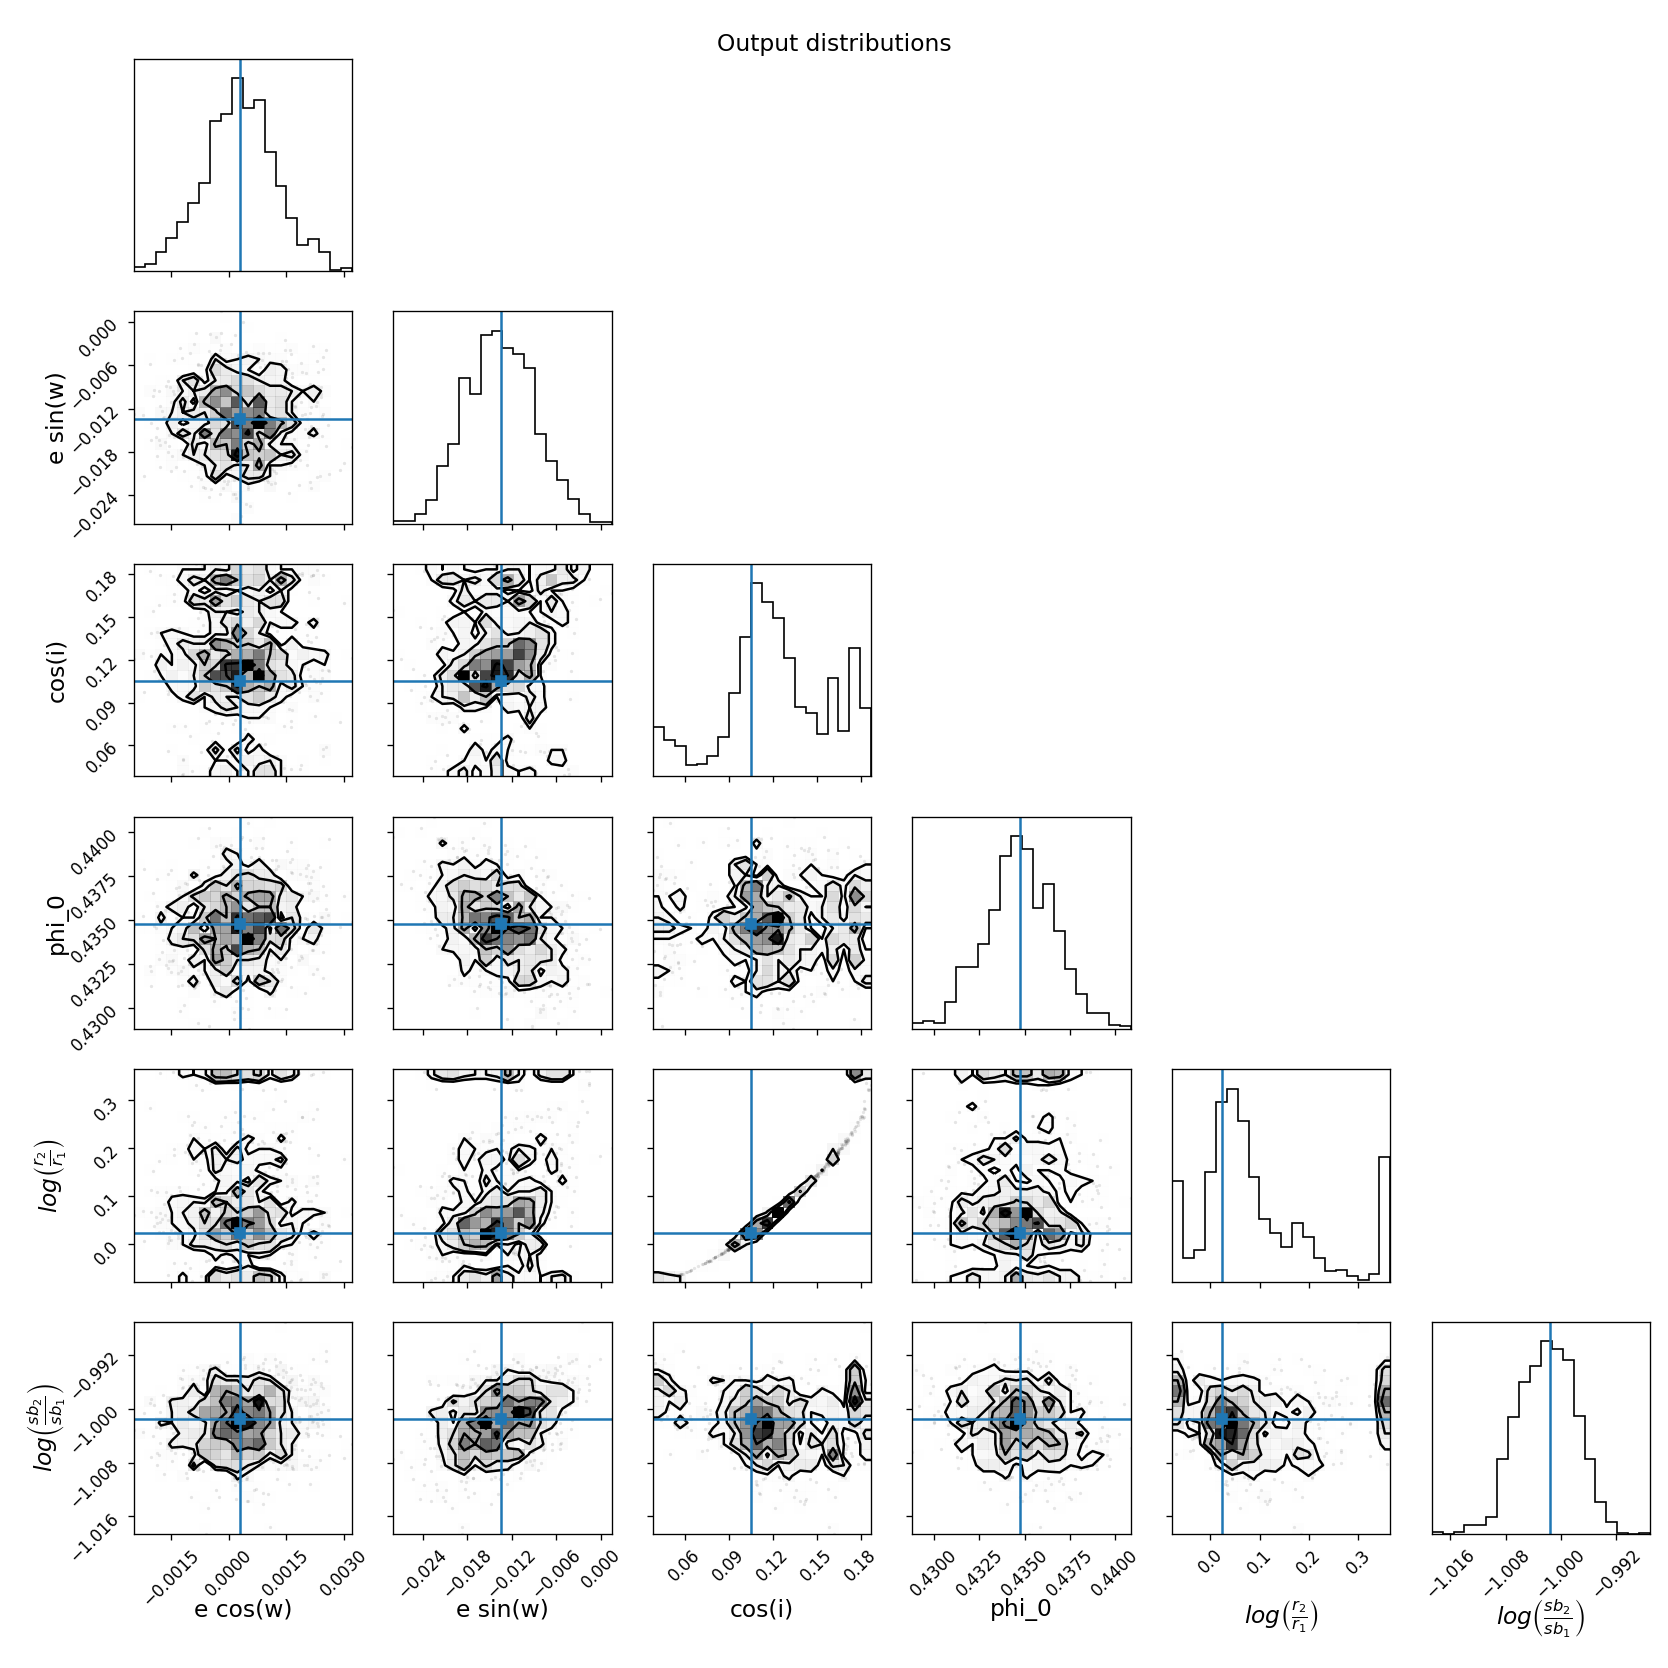 Output distributions
0.000
−0.006
−0.012
−0.018
−0.024
e sin(w)
0.18
0.15
0.12
0.09
0.06
cos(i)
0.4400
0.4375
0.4350
0.4325
0.4300
phi_0
0.3
0.2
0.1
0.0
log(r₂/r₁)
−0.992
−1.000
−1.008
−1.016
log(sb₂/sb₁)
−0.0015 0.0000 0.0015 0.0030
e cos(w)
−0.024 −0.018 −0.012 −0.006 0.000
e sin(w)
0.06 0.09 0.12 0.15 0.18
cos(i)
0.4300 0.4325 0.4350 0.4375 0.4400
phi_0
0.0 0.1 0.2 0.3
log(r₂/r₁)
−1.016 −1.008 −1.000 −0.992
log(sb₂/sb₁)